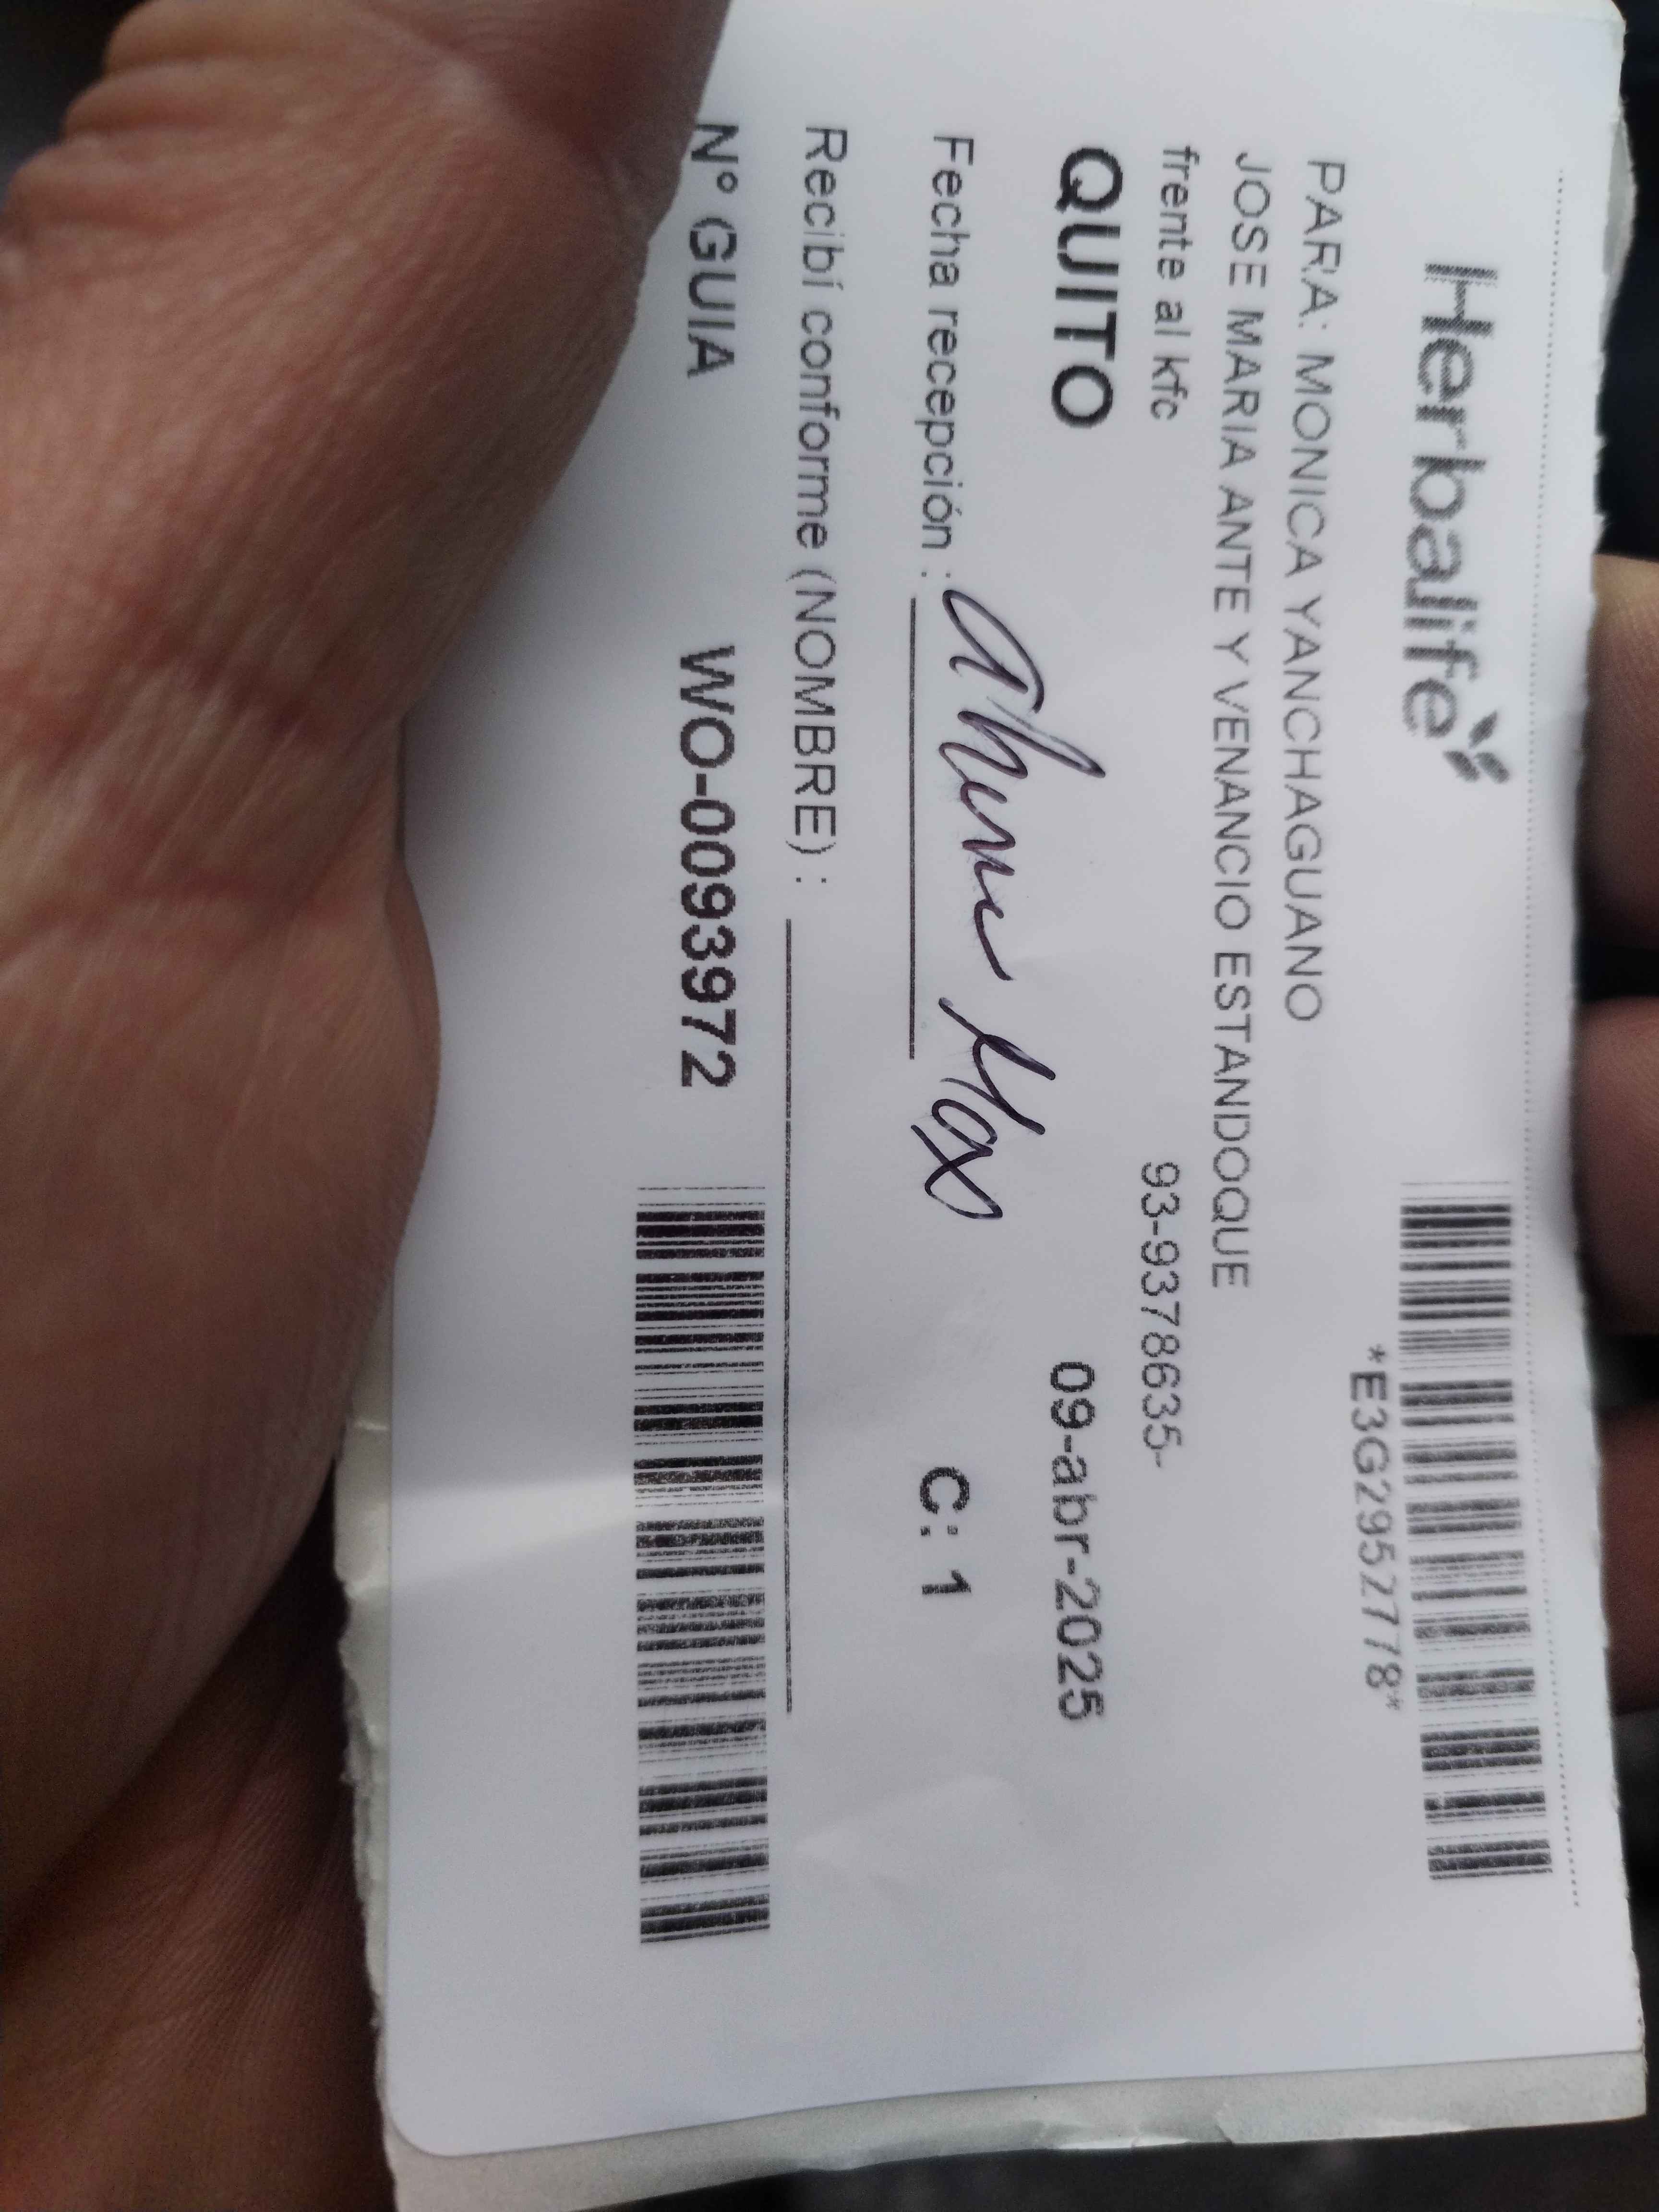 Herbalife
*E3G2952778*
PARA: MONICA YANCHAGUANO
JOSE MARIA ANTE Y VENANCIO ESTANDOQUE
frente al kfc 93-9378635-
QUITO 09-abr-2025
Fecha recepción : C: 1
Recibí conforme (NOMBRE) :
N° GUIA WO-0093972